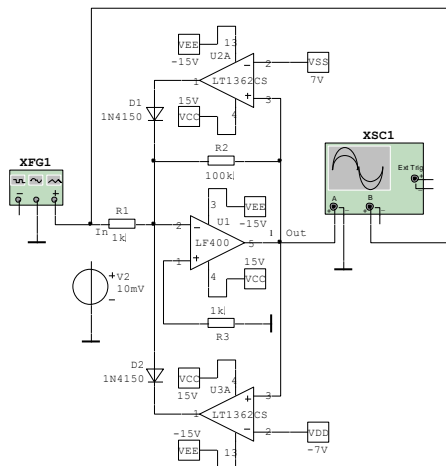 VEE
13
U2A
-15V
2
VSS
1
LT1362CS
7V
D1
1N4150
15V
VCC
4
3
XFG1
R2
100k
XSC1
Ext Trig
A
B
3
U1
VEE
-15V
R1
In
1k
2
LF400
5
1
Out
1
15V
4
VCC
V2
10mV
1k
R3
D2
1N4150
VCC
15V
4
U3A
3
1
LT1362CS
-15V
2
VDD
VEE
13
-7V